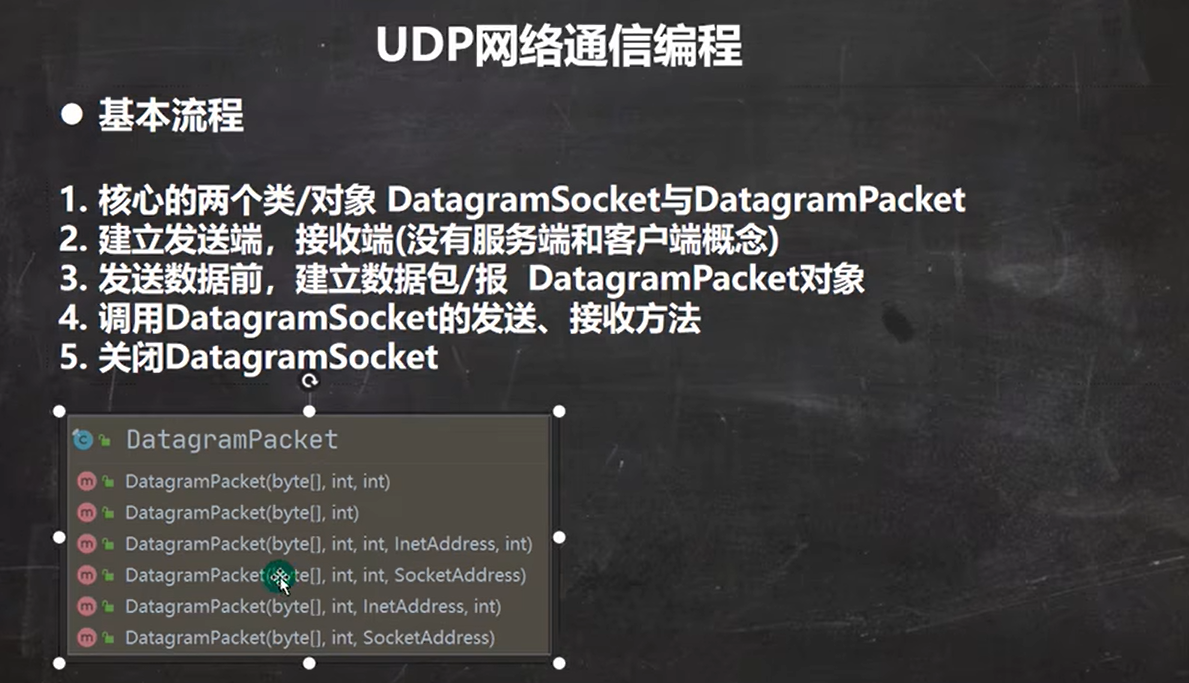 UDP网络通信编程
● 基本流程
1. 核心的两个类/对象 DatagramSocket与DatagramPacket
2. 建立发送端，接收端(没有服务端和客户端概念)
3. 发送数据前，建立数据包/报 DatagramPacket对象
4. 调用DatagramSocket的发送、接收方法
5. 关闭DatagramSocket
DatagramPacket
DatagramPacket(byte[], int, int)
DatagramPacket(byte[], int)
DatagramPacket(byte[], int, int, InetAddress, int)
DatagramPacket(byte[], int, int, SocketAddress)
DatagramPacket(byte[], int, InetAddress, int)
DatagramPacket(byte[], int, SocketAddress)